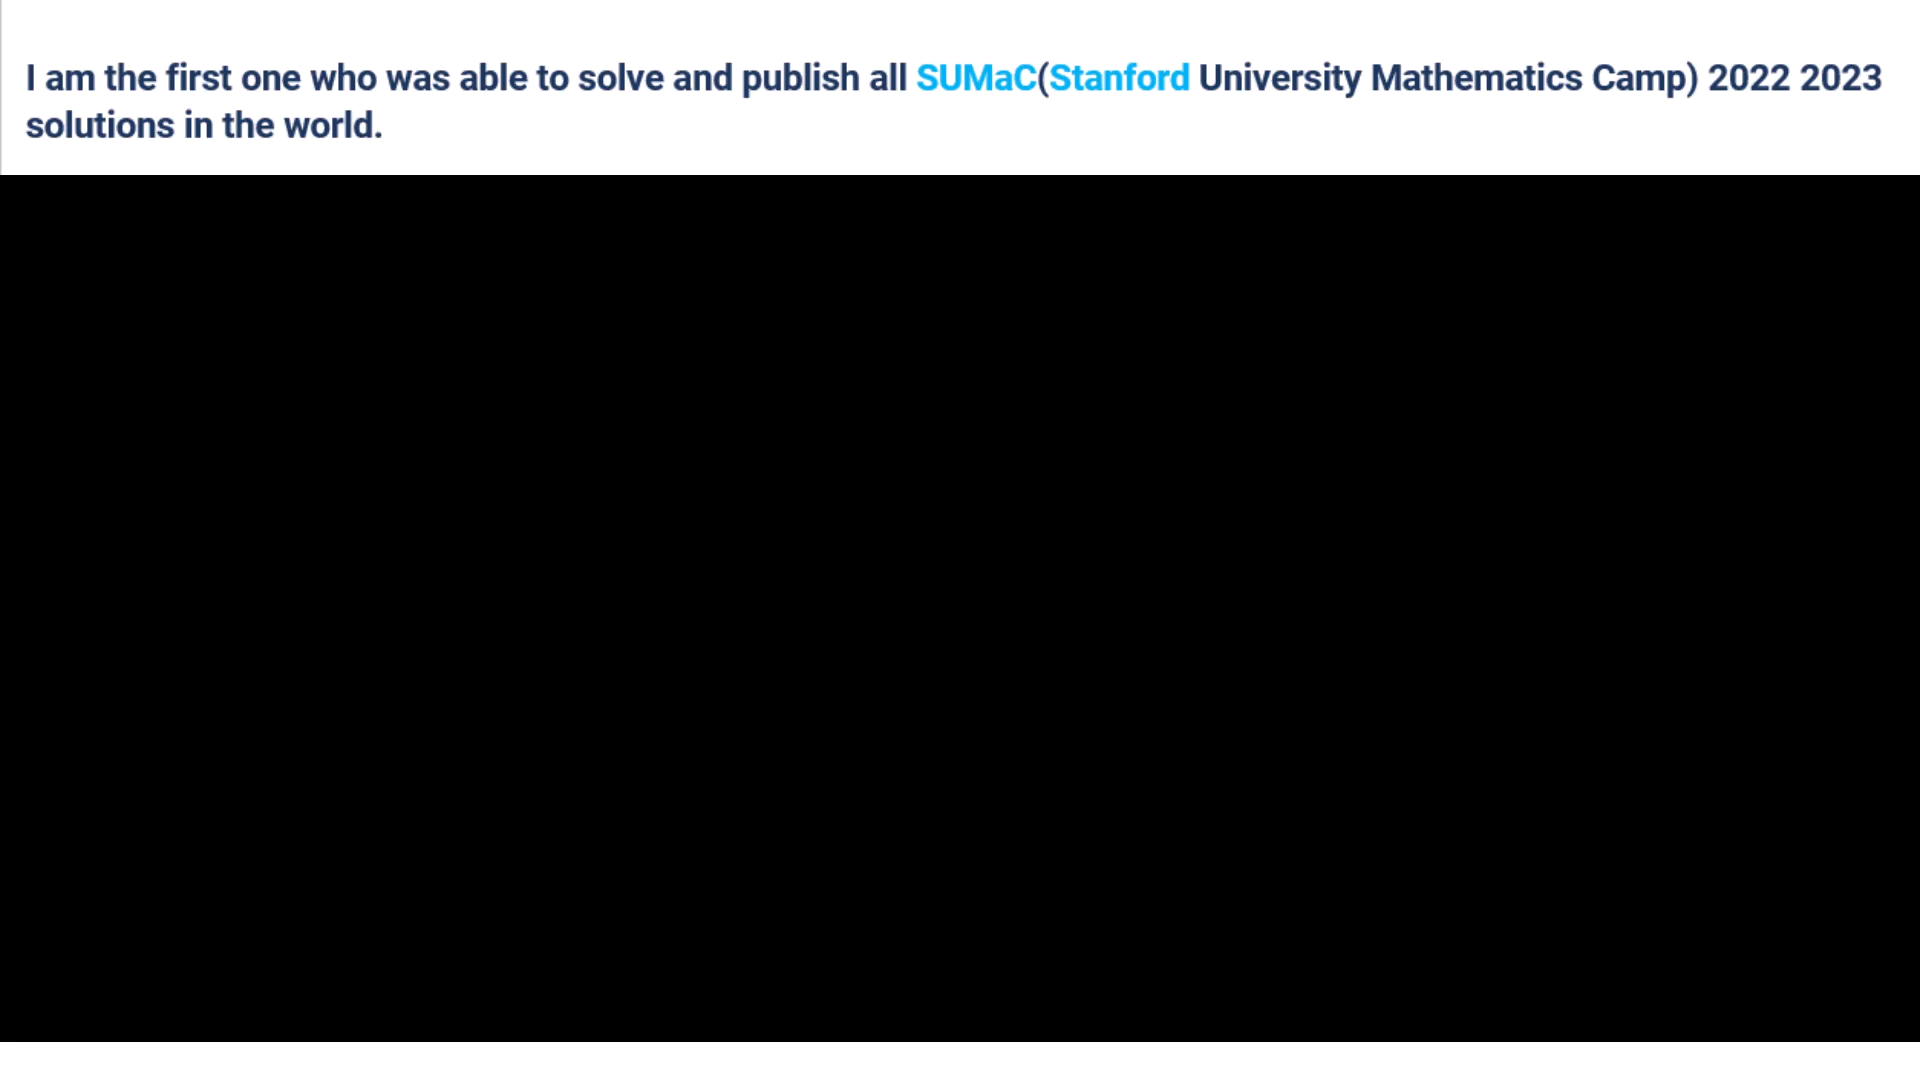 I am the first one who was able to solve and publish all SUMaC(Stanford University Mathematics Camp) 2022 2023
solutions in the world.